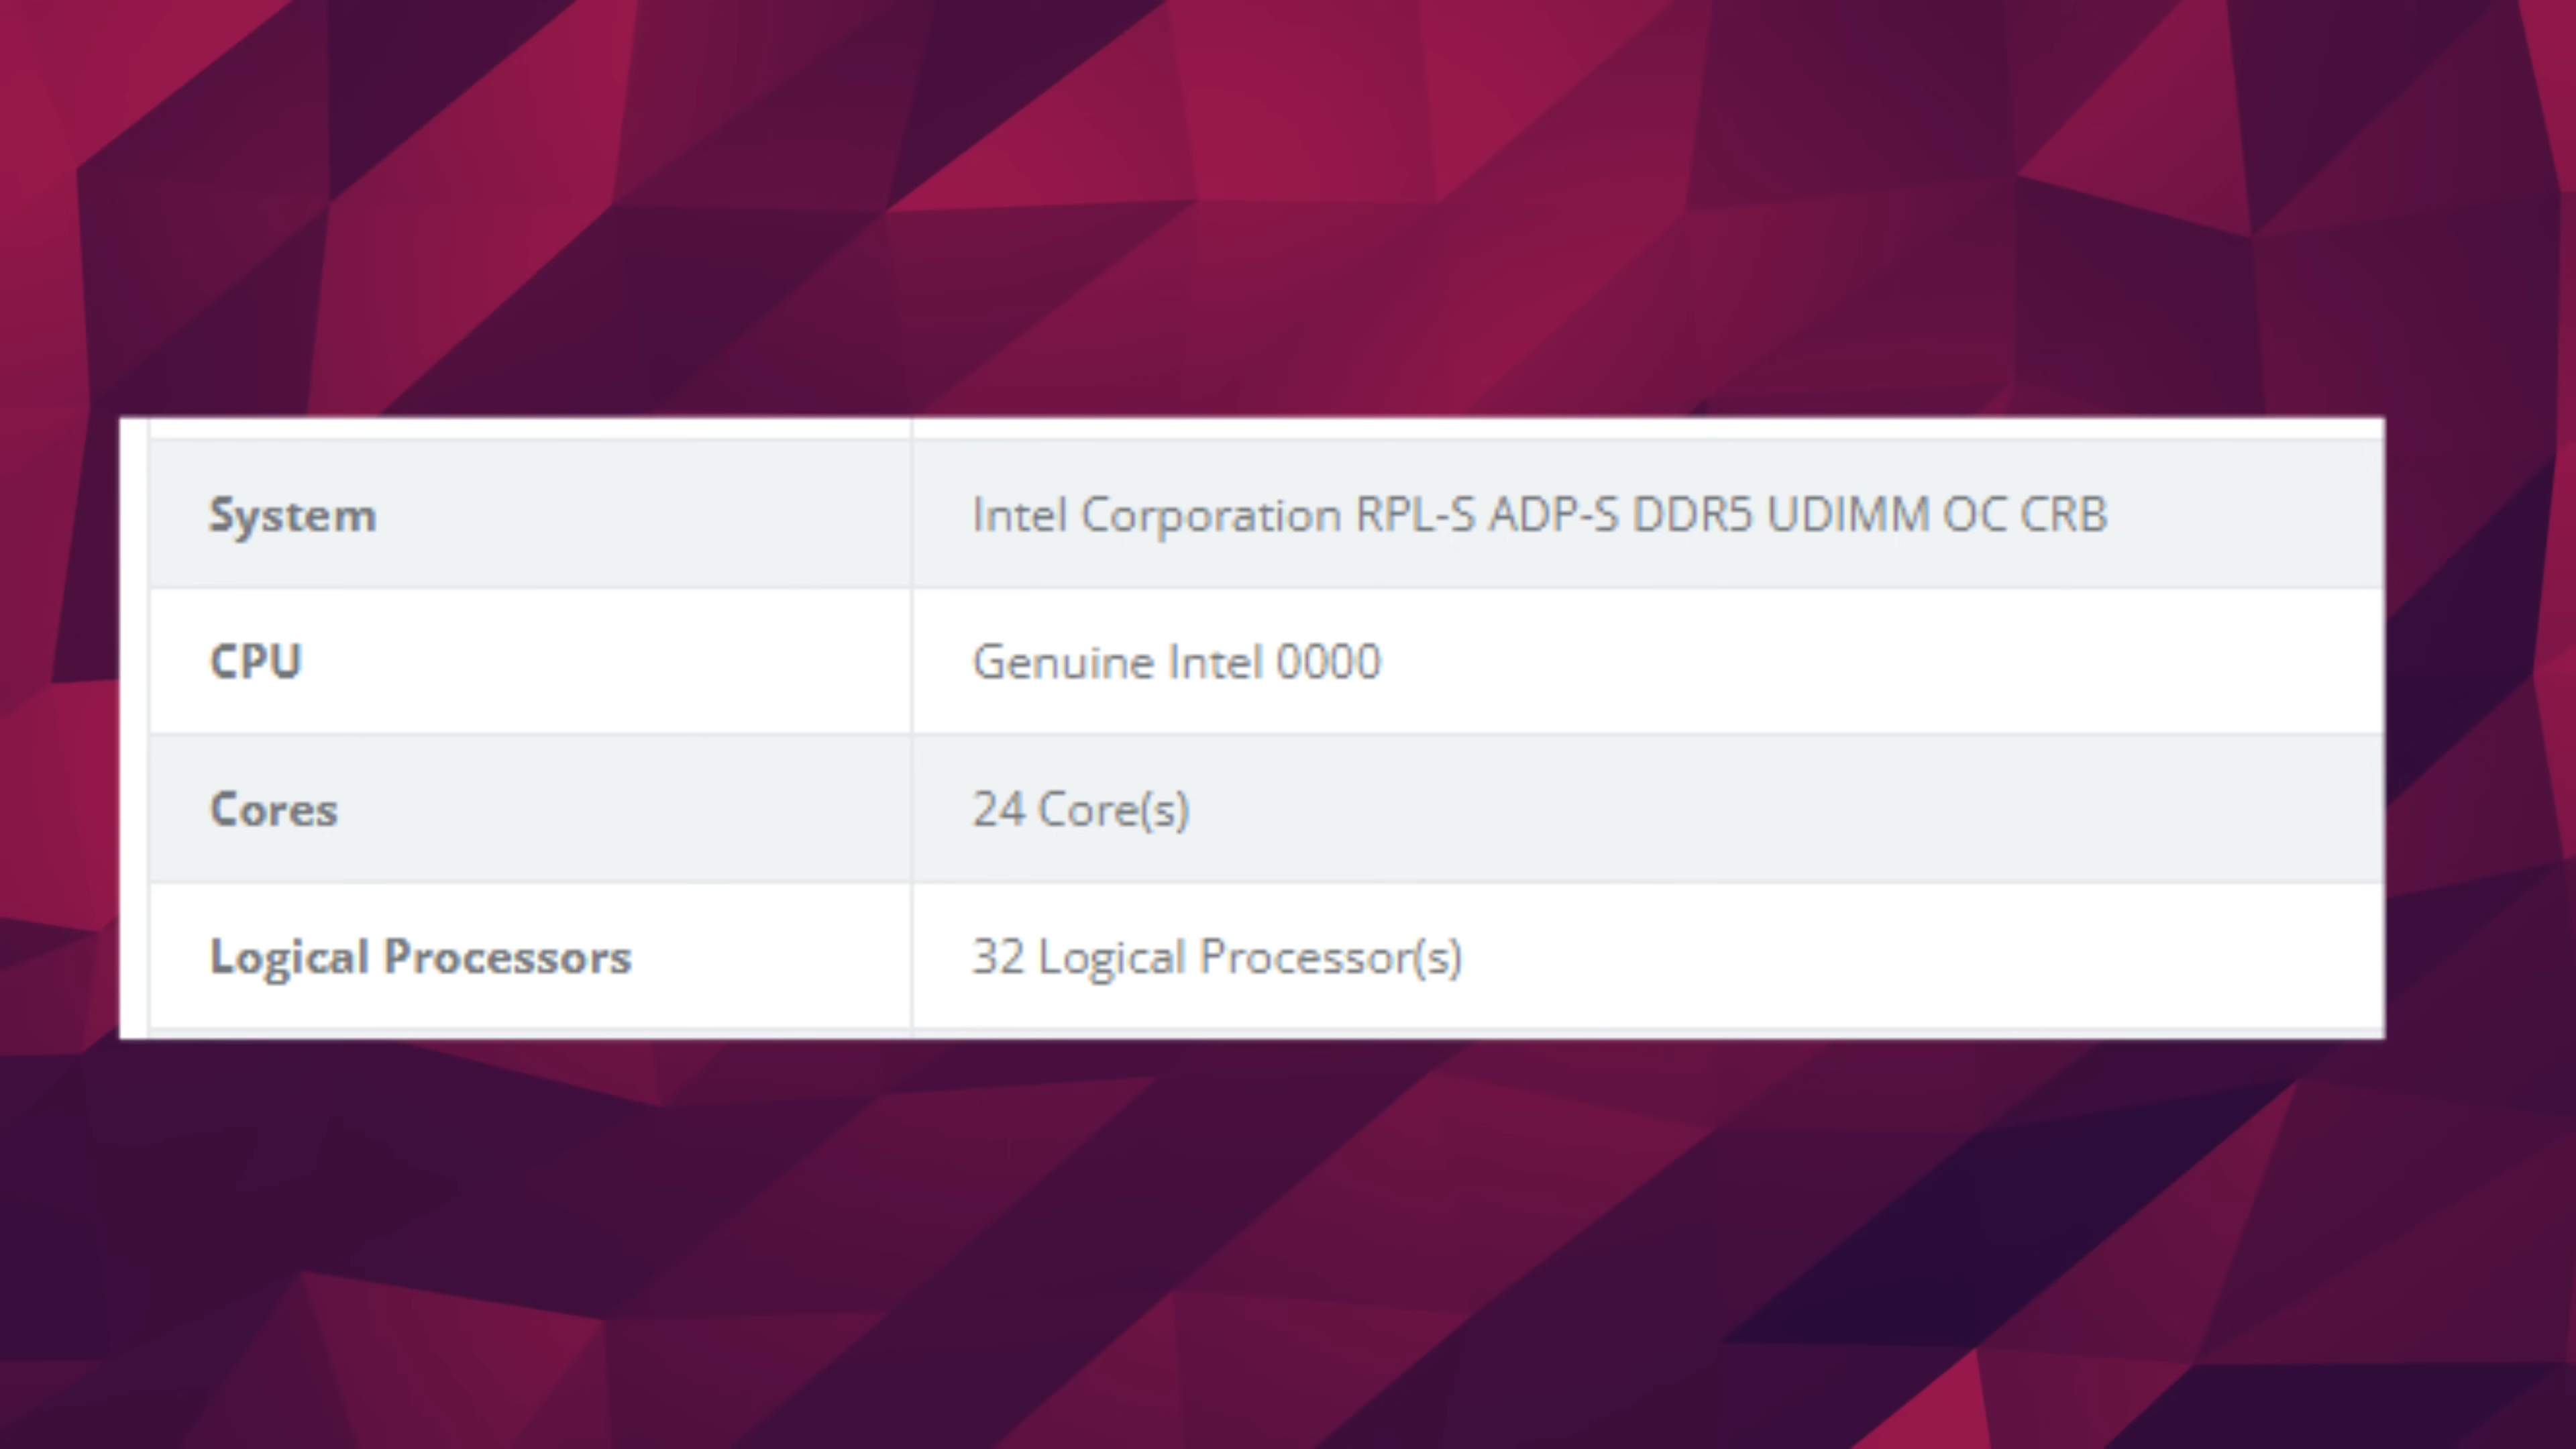 System Intel Corporation RPL-S ADP-S DDR5 UDIMM OC CRB
CPU Genuine Intel 0000
Cores 24 Core(s)
Logical Processors 32 Logical Processor(s)